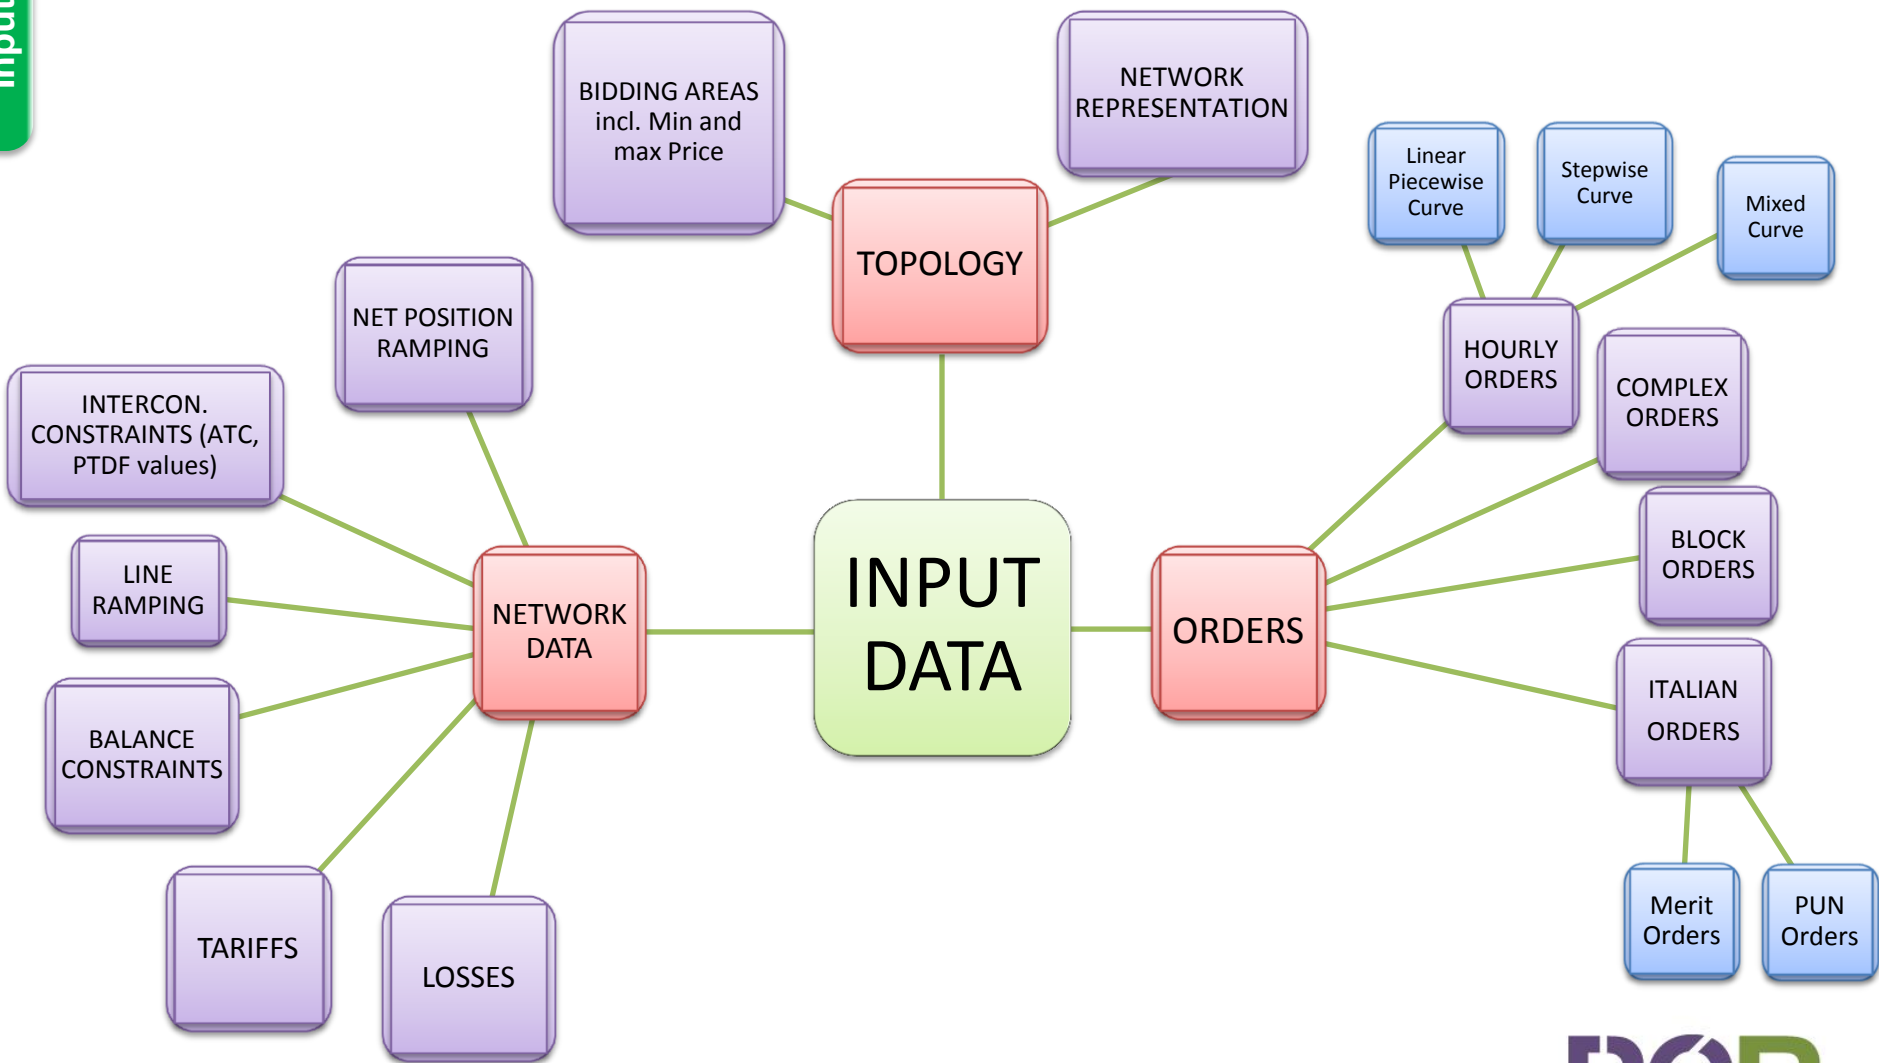 Input
BIDDING AREAS
incl. Min and
max Price
NETWORK
REPRESENTATION
TOPOLOGY
Linear
Piecewise
Curve
Stepwise
Curve
Mixed
Curve
NET POSITION
RAMPING
HOURLY
ORDERS
COMPLEX
ORDERS
INTERCON.
CONSTRAINTS (ATC,
PTDF values)
LINE
RAMPING
NETWORK
DATA
INPUT
DATA
ORDERS
BLOCK
ORDERS
BALANCE
CONSTRAINTS
ITALIAN
ORDERS
TARIFFS
LOSSES
Merit
Orders
PUN
Orders